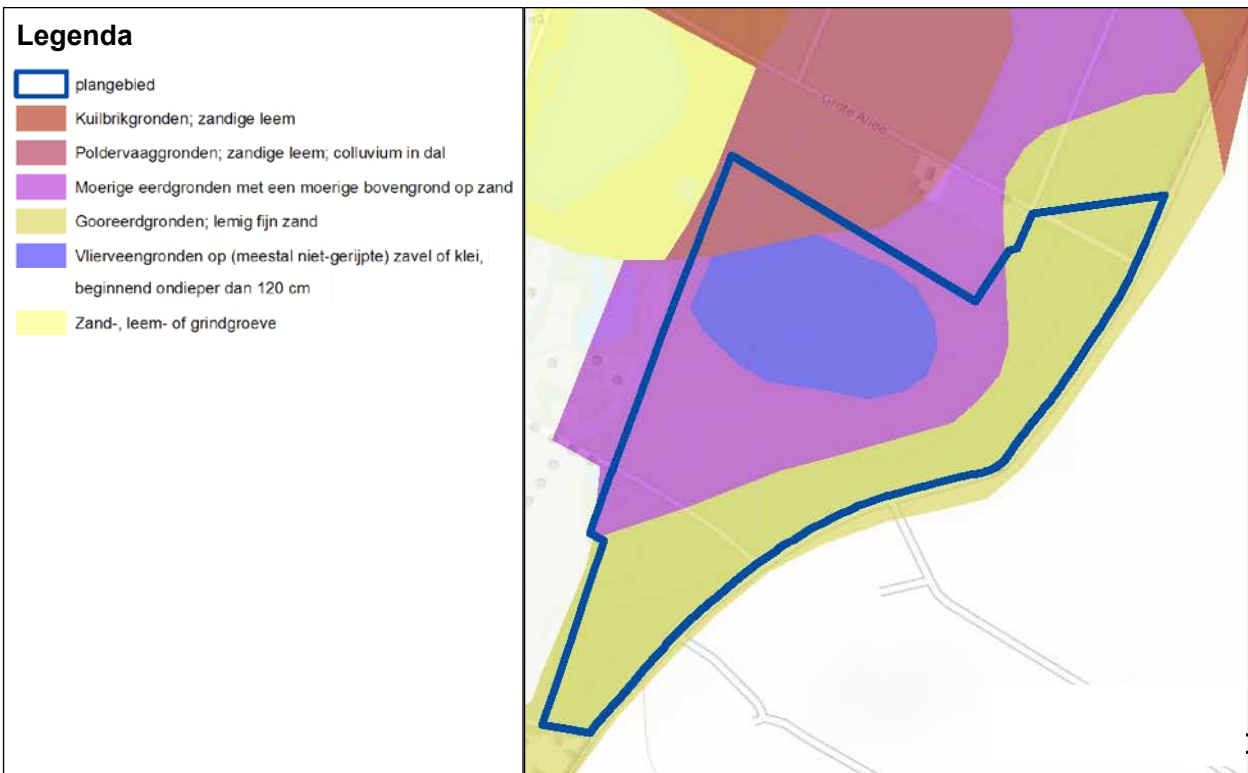 Legenda
plangebied
Kuilbrikgronden; zandige leem
Poldervaaggronden; zandige leem; colluvium in dal
Moerige eerdgronden met een moerige bovengrond op zand
Gooreerdgronden; lemig fijn zand
Vlierveengronden op (meestal niet-gerijpte) zavel of klei,
beginnend ondieper dan 120 cm
Zand-, leem- of grindgroeve
Grote Allee